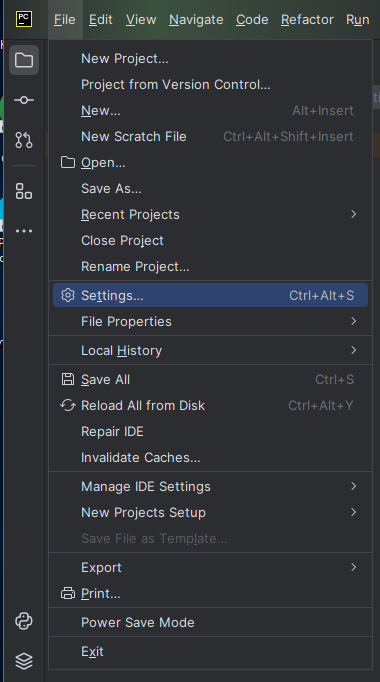 PC File Edit View Navigate Code Refactor Run
New Project...
Project from Version Control...
New... Alt+Insert
New Scratch File Ctrl+Alt+Shift+Insert
Open...
Save As...
Recent Projects
Close Project
Rename Project...
Settings... Ctrl+Alt+S
File Properties
Local History
Save All Ctrl+S
Reload All from Disk Ctrl+Alt+Y
Repair IDE
Invalidate Caches...
Manage IDE Settings
New Projects Setup
Save File as Template...
Export
Print...
Power Save Mode
Exit